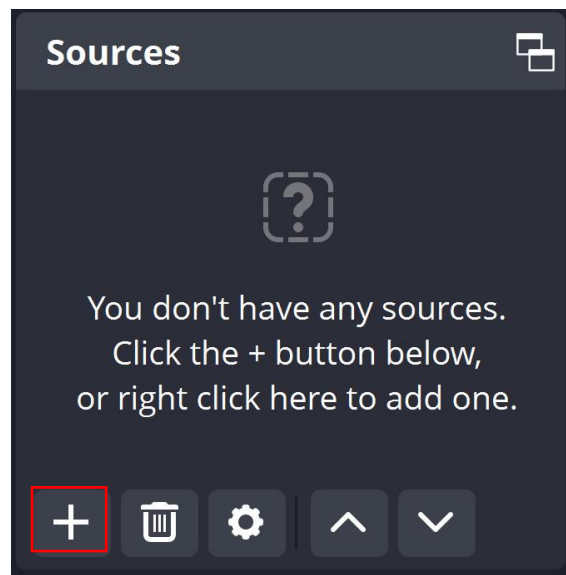 Sources
You don't have any sources.
Click the + button below,
or right click here to add one.